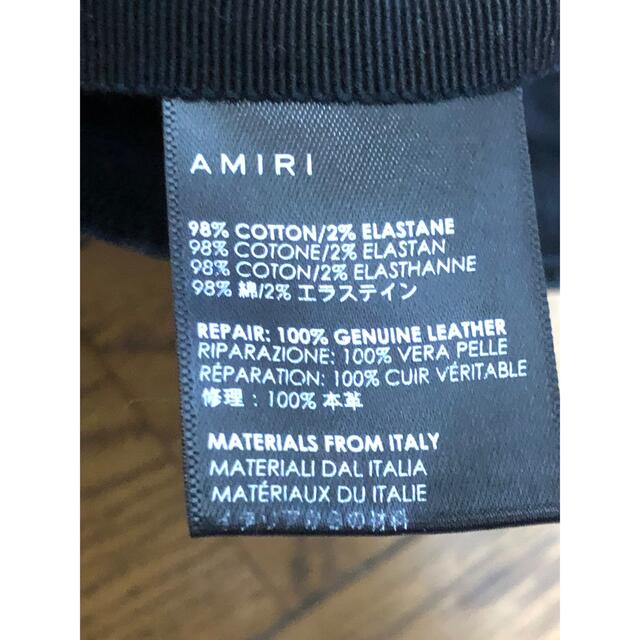 AMIRI
98% COTTON/2% ELASTANE
98% COTONE/2% ELASTAN
98% COTON/2% ELASTHANNE
98% 綿/2% エラステイン
REPAIR: 100% GENUINE LEATHER
RIPARAZIONE: 100% VERA PELLE
RÉPARATION: 100% CUIR VÉRITABLE
修理：100% 本革
MATERIALS FROM ITALY
MATERIALI DAL ITALIA
MATÉRIAUX DU ITALIE